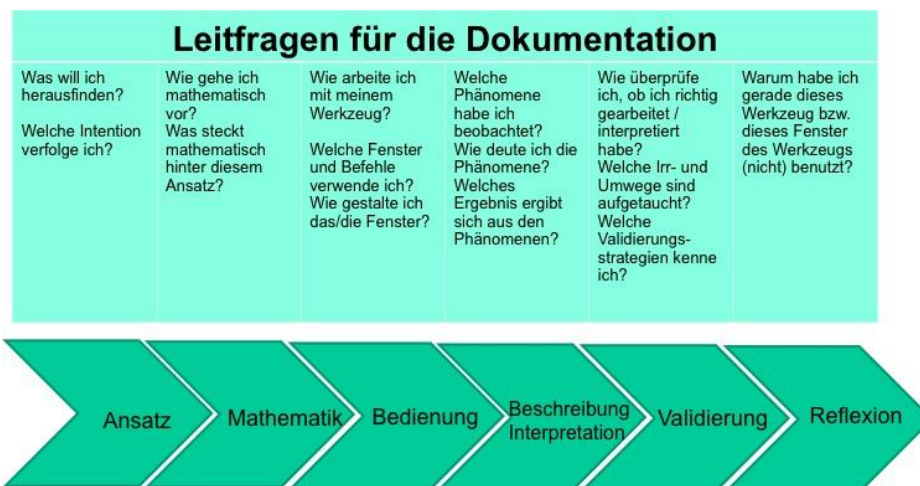 Leitfragen für die Dokumentation
Was will ich
herausfinden?
Welche Intention
verfolge ich?
Wie gehe ich
mathematisch
vor?
Was steckt
mathematisch
hinter diesem
Ansatz?
Wie arbeite ich
mit meinem
Werkzeug?
Welche Fenster
und Befehle
verwende ich?
Wie gestalte ich
das/die Fenster?
Welche
Phänomene
habe ich
beobachtet?
Wie deute ich die
Phänomene?
Welches
Ergebnis ergibt
sich aus den
Phänomenen?
Wie überprüfe
ich, ob ich richtig
gearbeitet /
interpretiert
habe?
Welche Irr- und
Umwege sind
aufgetaucht?
Welche
Validierungs-
strategien kenne
ich?
Warum habe ich
gerade dieses
Werkzeug bzw.
dieses Fenster
des Werkzeugs
(nicht) benutzt?
Ansatz
Mathematik
Bedienung
Beschreibung
Interpretation
Validierung
Reflexion